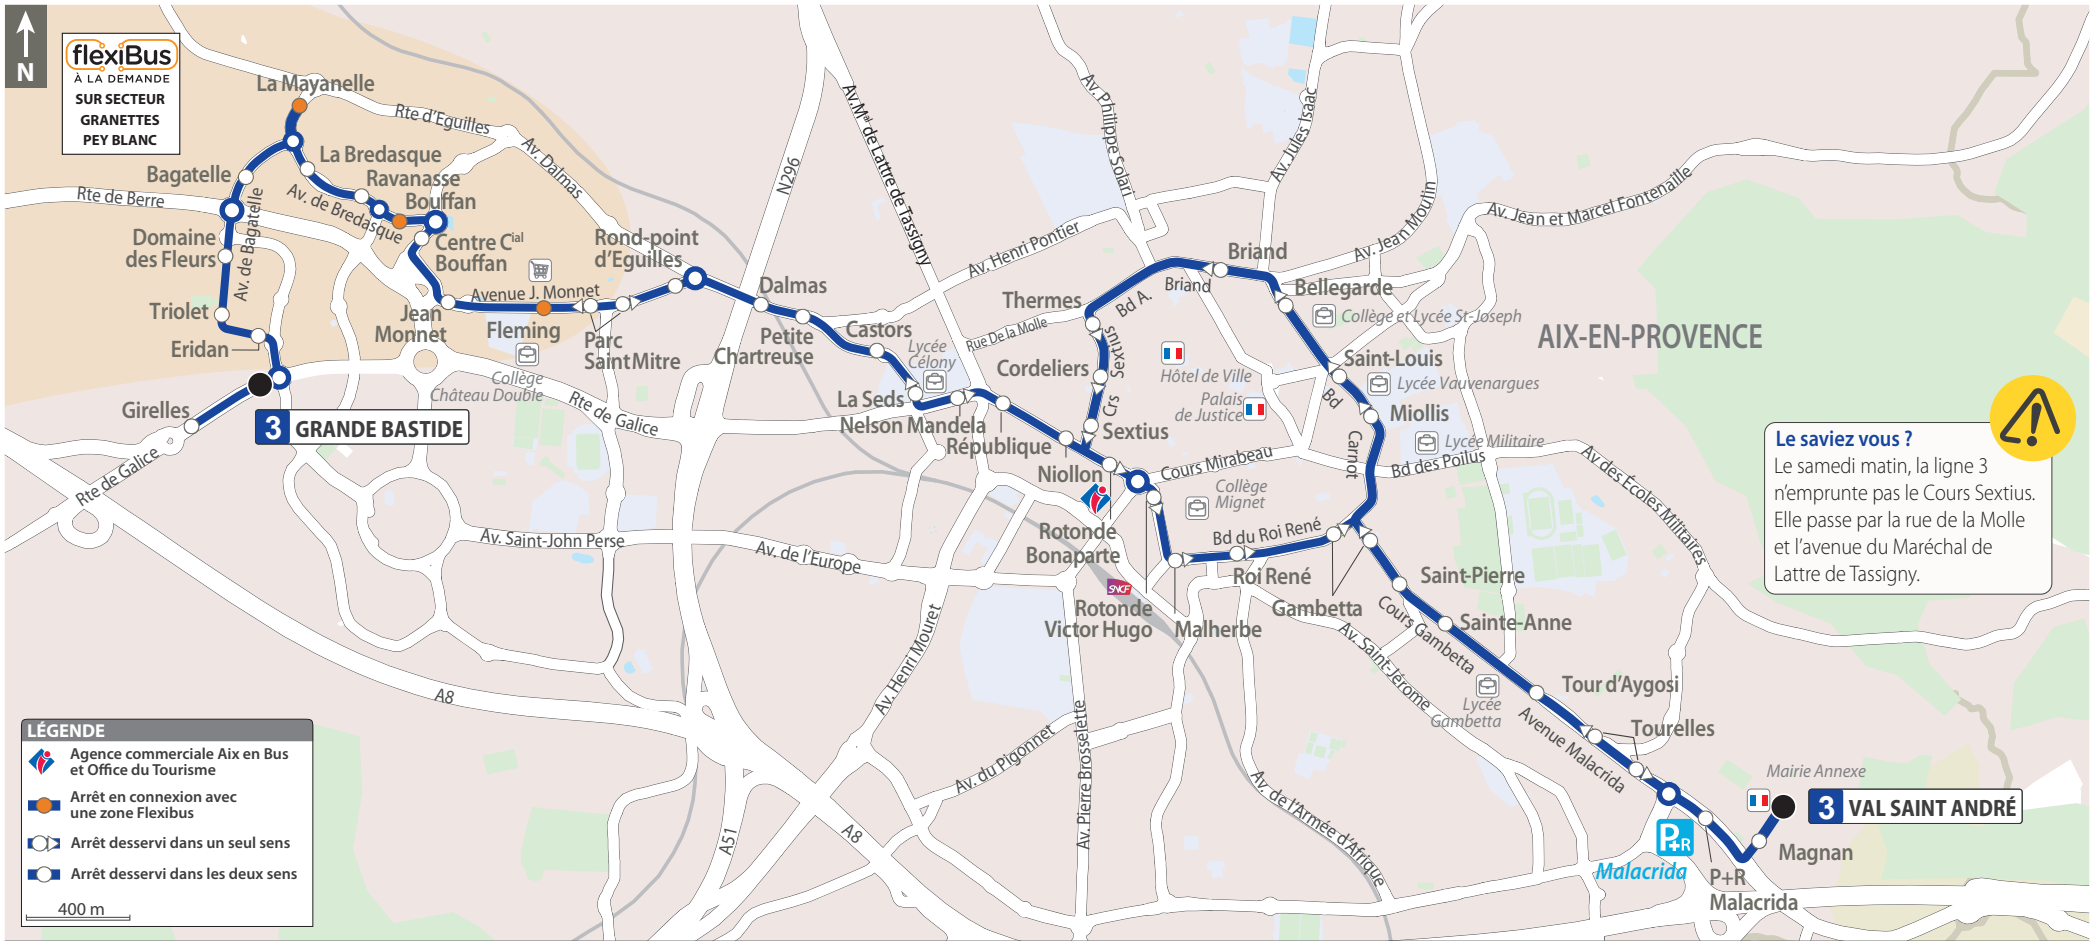 N
flexiBus
À LA DEMANDE
SUR SECTEUR
GRANETTES
PEY BLANC
La Mayanelle
Rte d'Eguilles
Av. Dalmas
La Bredasque
Ravanasse
Bouffan
Bagatelle
Rte de Berre
Av. de Bredasque
Av. de Bagatelle
Domaine
des Fleurs
Centre Cial
Bouffan
Rond-point
d'Eguilles
Avenue J. Monnet
Triolet
Eridan
Jean
Monnet
Fleming
Parc
Saint Mitre
Collège
Château Double
Girelles
3 GRANDE BASTIDE
Rte de Galice
Rte de Galice
N296
Av. Mal de Lattre de Tassigny
Av. Philippe Solari
Av. Jules Isaac
Av. Jean Moulin
Av. Jean et Marcel Fontenaille
Av. Henri Pontier
Dalmas
Petite
Chartreuse
Castors
Lycée
Célony
La Seds
Nelson Mandela
République
Rue De la Molle
Thermes
Bd A.
Briand
Briand
Bellegarde
Collège et Lycée St-Joseph
AIX-EN-PROVENCE
Cordeliers
Crs
Sextius
Sextius
Hôtel de Ville
Palais
de Justice
Saint-Louis
Lycée Vauvenargues
Bd
Carnot
Miollis
Lycée Militaire
Bd des Poilus
Av des Écoles Militaires
Niollon
Cours Mirabeau
Collège
Mignet
Rotonde
Bonaparte
Bd du Roi René
Roi René
Gambetta
SNCF
Rotonde
Victor Hugo
Malherbe
Saint-Pierre
Sainte-Anne
Cours Gambetta
Av. Saint-Jérome
Lycée
Gambetta
Tour d'Aygosi
Avenue Malacrida
Tourelles
Mairie Annexe
3 VAL SAINT ANDRÉ
Magnan
P+R
Malacrida
P+R
Malacrida
Av. Saint-John Perse
Av. de l'Europe
Av. Henri Mouret
Av. du Pigonnet
Av. Pierre Brosselette
Av. de l'Armée d'Afrique
A8
A51
A8
Le saviez vous ?
Le samedi matin, la ligne 3
n'emprunte pas le Cours Sextius.
Elle passe par la rue de la Molle
et l'avenue du Maréchal de
Lattre de Tassigny.
LÉGENDE
Agence commerciale Aix en Bus
et Office du Tourisme
Arrêt en connexion avec
une zone Flexibus
Arrêt desservi dans un seul sens
Arrêt desservi dans les deux sens
400 m